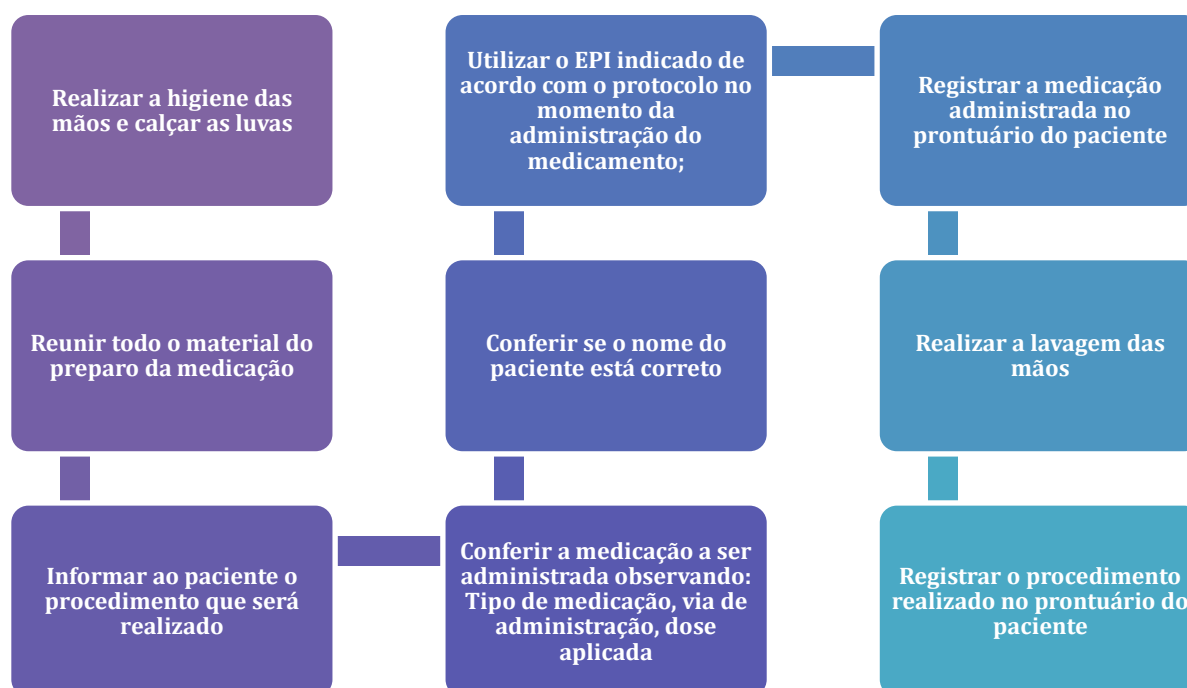 Realizar a higiene das
mãos e calçar as luvas
Reunir todo o material do
preparo da medicação
Informar ao paciente o
procedimento que será
realizado
Conferir a medicação a ser
administrada observando:
Tipo de medicação, via de
administração, dose
aplicada
Conferir se o nome do
paciente está correto
Utilizar o EPI indicado de
acordo com o protocolo no
momento da
administração do
medicamento;
Registrar a medicação
administrada no
prontuário do paciente
Realizar a lavagem das
mãos
Registrar o procedimento
realizado no prontuário do
paciente